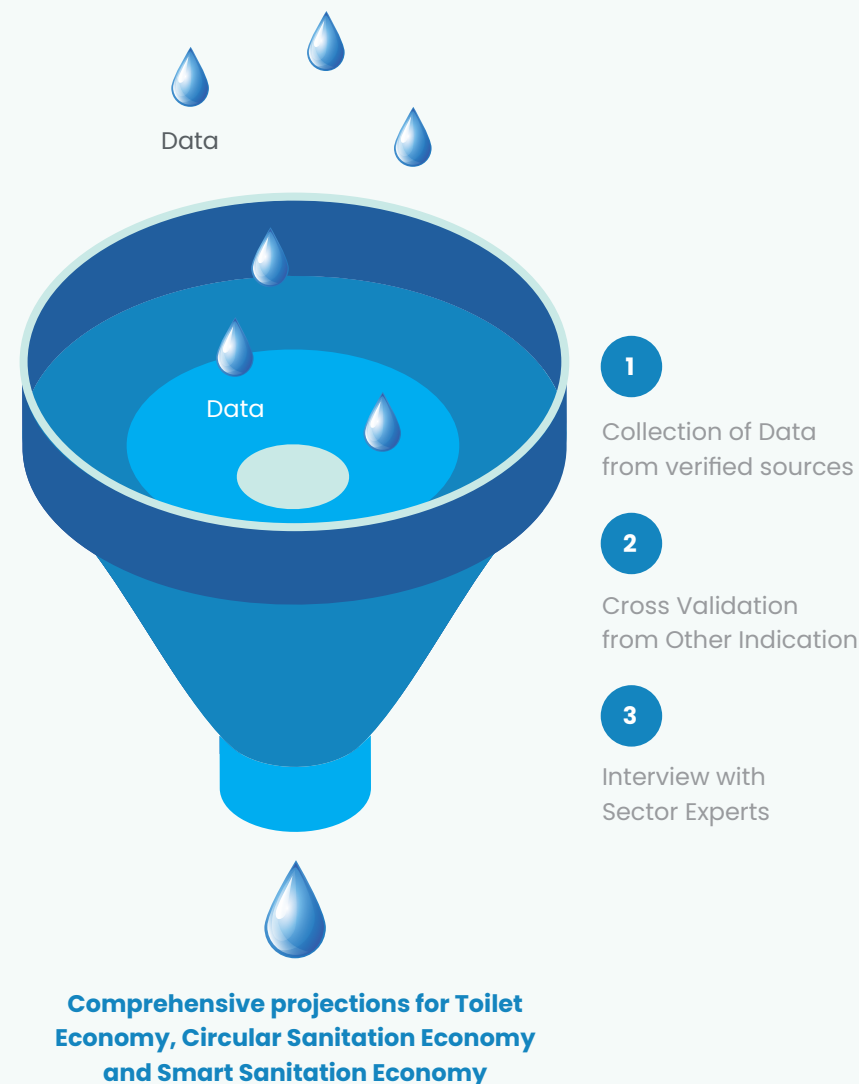 Data
Data
1
Collection of Data
from verified sources
2
Cross Validation
from Other Indication
3
Interview with
Sector Experts
Comprehensive projections for Toilet
Economy, Circular Sanitation Economy
and Smart Sanitation Economy